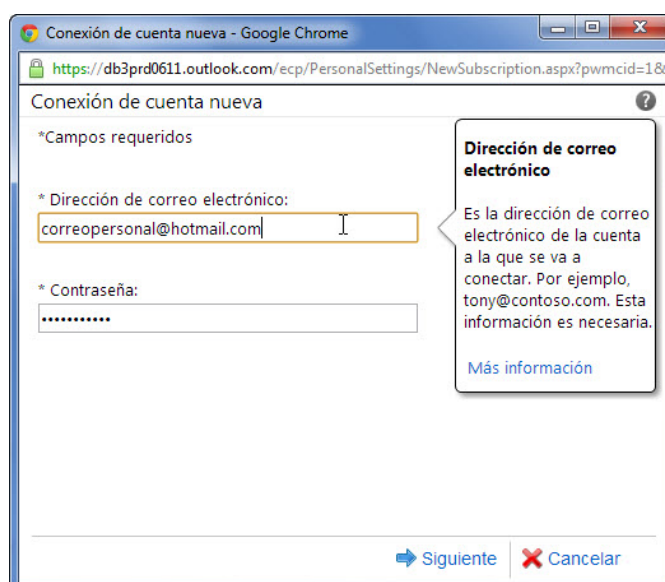 Conexión de cuenta nueva - Google Chrome
https://db3prd0611.outlook.com/ecp/PersonalSettings/NewSubscription.aspx?pwmcid=1&
Conexión de cuenta nueva
?
*Campos requeridos
* Dirección de correo electrónico:
correopersonal@hotmail.com
* Contraseña:
•••••••••••
Dirección de correo
electrónico
Es la dirección de correo
electrónico de la cuenta
a la que se va a
conectar. Por ejemplo,
tony@contoso.com. Esta
información es necesaria.
Más información
Siguiente
Cancelar